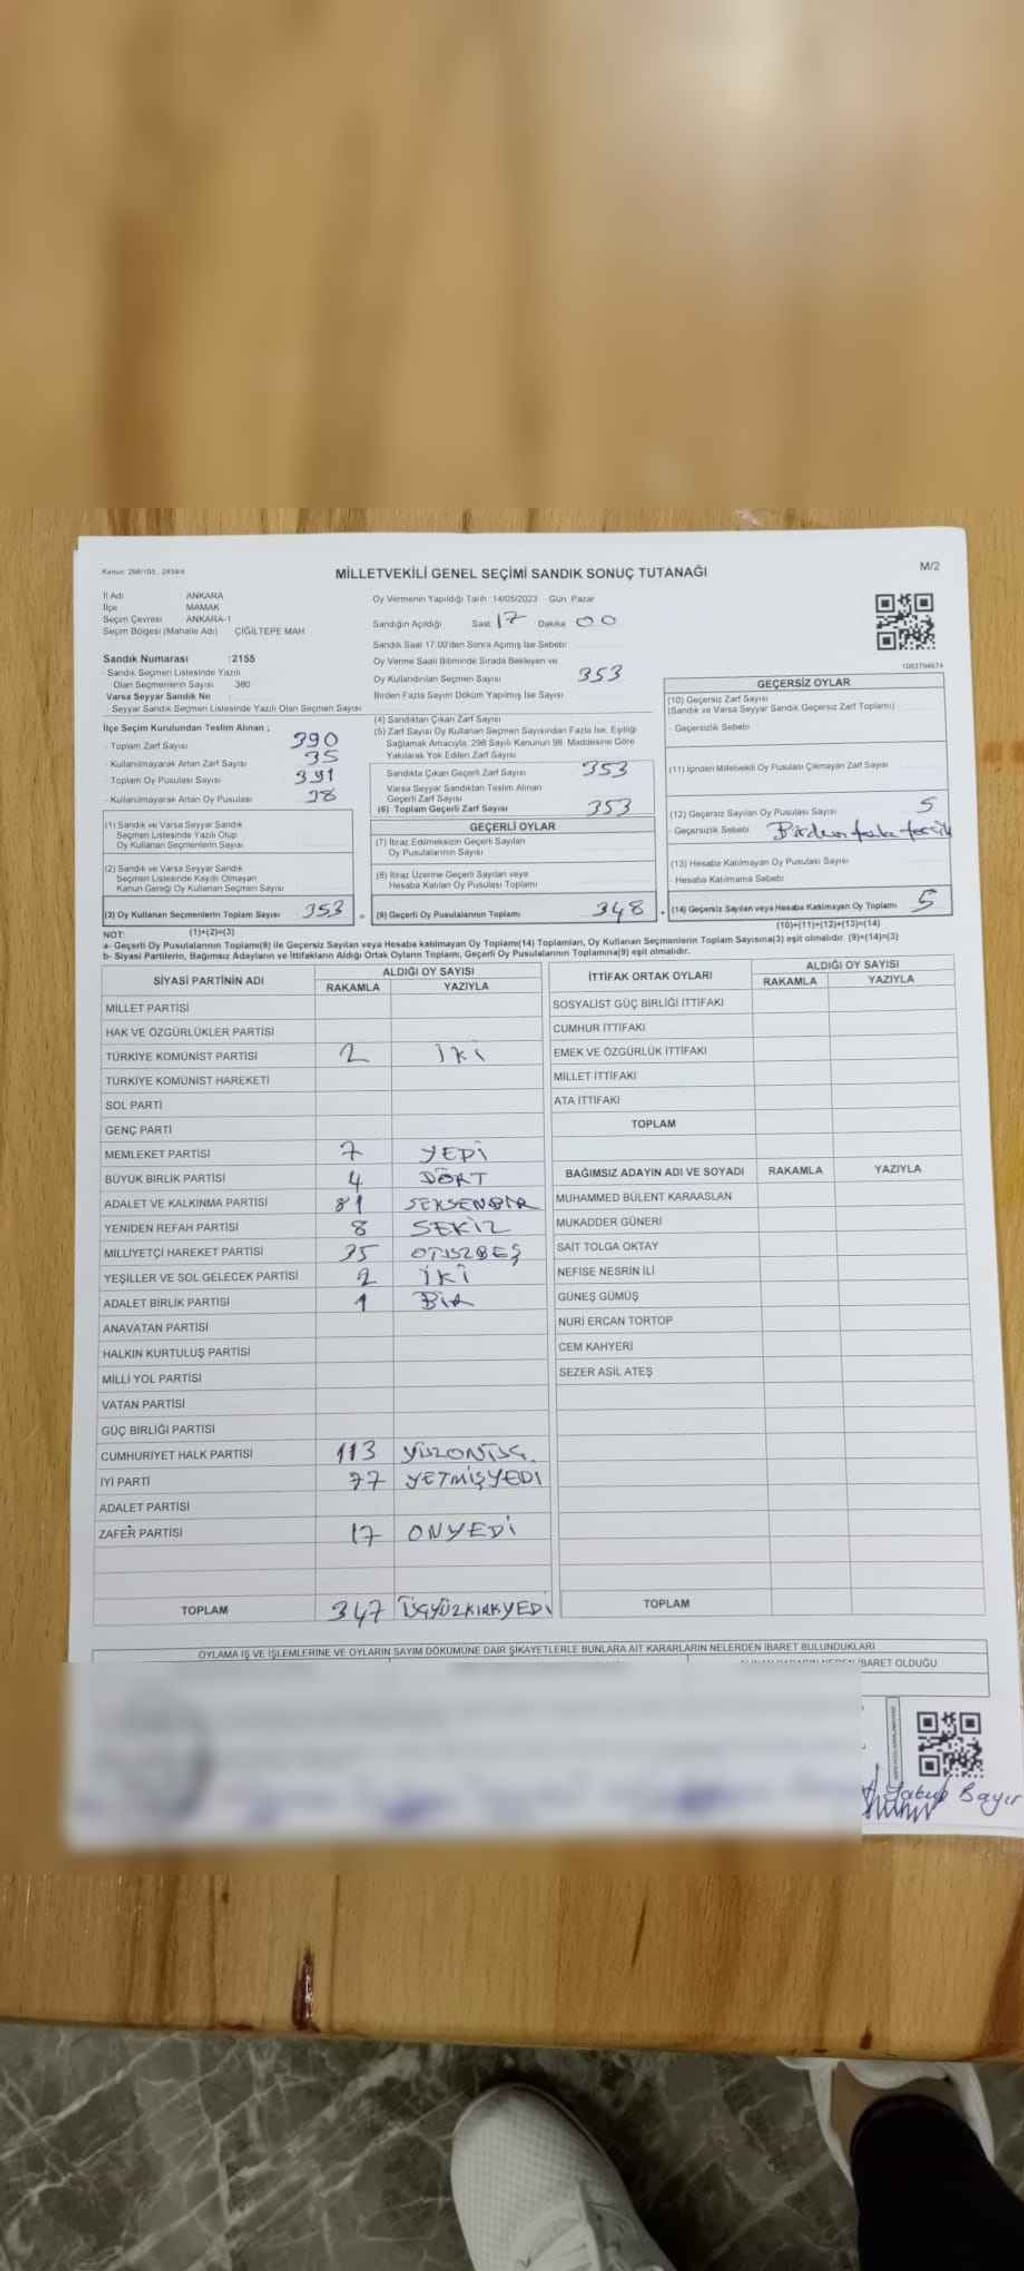 Kanun: 298/105, 2839/4
MİLLETVEKİLİ GENEL SEÇİMİ SANDIK SONUÇ TUTANAĞI
M/2
İl Adı ANKARA
İlçe MAMAK
Seçim Çevresi ANKARA-1
Seçim Bölgesi (Mahalle Adı) ÇİĞİLTEPE MAH
Sandık Numarası :2155
Sandık Seçmen Listesinde Yazılı
Olan Seçmenlerin Sayısı 380
Varsa Seyyar Sandık No :
Seyyar Sandık Seçmen Listesinde Yazılı Olan Seçmen Sayısı
İlçe Seçim Kurulundan Teslim Alınan ;
- Toplam Zarf Sayısı 390
- Kullanılmayarak Artan Zarf Sayısı 35
- Toplam Oy Pusulası Sayısı 391
- Kullanılmayarak Artan Oy Pusulası 38
(1) Sandık ve Varsa Seyyar Sandık
Seçmen Listesinde Yazılı Olup
Oy Kullanan Seçmenlerin Sayısı
(2) Sandık ve Varsa Seyyar Sandık
Seçmen Listesinde Kayıtlı Olmayan
Kanun Gereği Oy Kullanan Seçmen Sayısı
(3) Oy Kullanan Seçmenlerin Toplam Sayısı 353
(1)+(2)=(3)
Oy Vermenin Yapıldığı Tarih :14/05/2023 Gün Pazar
Sandığın Açıldığı Saat 17 Dakika 00
Sandık Saat 17.00'den Sonra Açılmış İse Sebebi
Oy Verme Saati Bitiminde Sırada Bekleyen ve
Oy Kullandırılan Seçmen Sayısı 353
Birden Fazla Sayım Döküm Yapılmış İse Sayısı
(4) Sandıktan Çıkan Zarf Sayısı
(5) Zarf Sayısı Oy Kullanan Seçmen Sayısından Fazla İse, Eşitliği
Sağlamak Amacıyla, 298 Sayılı Kanunun 98. Maddesine Göre
Yakılarak Yok Edilen Zarf Sayısı
Sandıkta Çıkan Geçerli Zarf Sayısı 353
Varsa Seyyar Sandıktan Teslim Alınan
Geçerli Zarf Sayısı
(6) Toplam Geçerli Zarf Sayısı 353
GEÇERLİ OYLAR
(7) İtiraz Edilmeksizin Geçerli Sayılan
Oy Pusulalarının Sayısı
(8) İtiraz Üzerine Geçerli Sayılan veya
Hesaba Katılan Oy Pusulası Toplamı
(9) Geçerli Oy Pusulalarının Toplamı 348
1083794674
GEÇERSİZ OYLAR
(10) Geçersiz Zarf Sayısı
(Sandık ve Varsa Seyyar Sandık Geçersiz Zarf Toplamı)
- Geçersizlik Sebebi
(11) İçinden Milletvekili Oy Pusulası Çıkmayan Zarf Sayısı
(12) Geçersiz Sayılan Oy Pusulası Sayısı 5
Geçersizlik Sebebi Birden fazla
(13) Hesaba Katılmayan Oy Pusulası Sayısı
- Hesaba Katılmama Sebebi
(14) Geçersiz Sayılan veya Hesaba Katılmayan Oy Toplamı 5
(10)+(11)+(12)+(13)=(14)
NOT:
a- Geçerli Oy Pusulalarının Toplamı(9) ile Geçersiz Sayılan veya Hesaba katılmayan Oy Toplamı(14) Toplamları, Oy Kullanan Seçmenlerin Toplam Sayısına(3) eşit olmalıdır. (9)+(14)=(3)
b- Siyasi Partilerin, Bağımsız Adayların ve İttifakların Aldığı Ortak Oyların Toplamı, Geçerli Oy Pusulalarının Toplamına(9) eşit olmalıdır.
SİYASİ PARTİNİN ADI ALDIĞI OY SAYISI
RAKAMLA YAZIYLA
MİLLET PARTİSİ
HAK VE ÖZGÜRLÜKLER PARTİSİ
TÜRKİYE KOMÜNİST PARTİSİ 2 İKİ
TÜRKİYE KOMÜNİST HAREKETİ
SOL PARTİ
GENÇ PARTİ
MEMLEKET PARTİSİ 7 YEDİ
BÜYÜK BİRLİK PARTİSİ 4 DÖRT
ADALET VE KALKINMA PARTİSİ 81 SEKSENBİR
YENİDEN REFAH PARTİSİ 8 SEKİZ
MİLLİYETÇİ HAREKET PARTİSİ 35 OTUZBEŞ
YEŞİLLER VE SOL GELECEK PARTİSİ 2 İKİ
ADALET BİRLİK PARTİSİ 1 BİR
ANAVATAN PARTİSİ
HALKIN KURTULUŞ PARTİSİ
MİLLİ YOL PARTİSİ
VATAN PARTİSİ
GÜÇ BİRLİĞİ PARTİSİ
CUMHURİYET HALK PARTİSİ 113 YÜZONÜÇ.
İYİ PARTİ 77 YETMİŞYEDİ
ADALET PARTİSİ
ZAFER PARTİSİ 17 ONYEDİ
TOPLAM 347 ÜÇYÜZKIRKYEDİ
İTTİFAK ORTAK OYLARI ALDIĞI OY SAYISI
RAKAMLA YAZIYLA
SOSYALİST GÜÇ BİRLİĞİ İTTİFAKI
CUMHUR İTTİFAKI
EMEK VE ÖZGÜRLÜK İTTİFAKI
MİLLET İTTİFAKI
ATA İTTİFAKI
TOPLAM
BAĞIMSIZ ADAYIN ADI VE SOYADI RAKAMLA YAZIYLA
MUHAMMED BÜLENT KARAASLAN
MUKADDER GÜNERİ
SAİT TOLGA OKTAY
NEFİSE NESRİN İLİ
GÜNEŞ GÜMÜŞ
NURİ ERCAN TORTOP
CEM KAHYERİ
SEZER ASİL ATEŞ
TOPLAM
OYLAMA İŞ VE İŞLEMLERİNE VE OYLARIN SAYIM DÖKÜMÜNE DAİR ŞİKAYETLERLE BUNLARA AİT KARARLARIN NELERDEN İBARET BULUNDUKLARI
İBARET OLDUĞU
Yakup Bayır